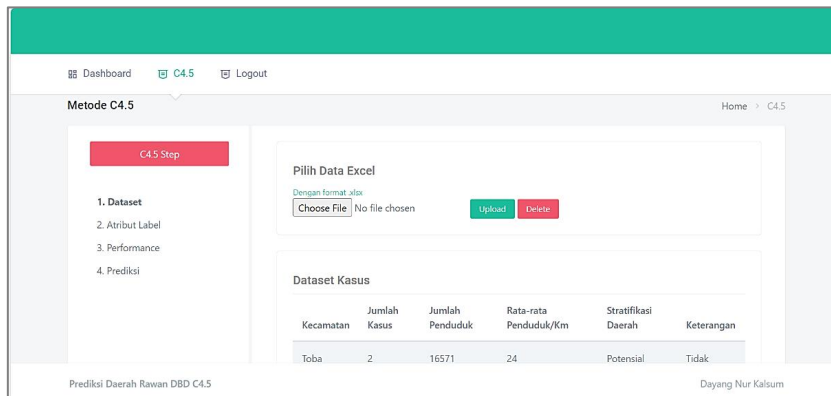 Dashboard C4.5 Logout
Metode C4.5
Home > C4.5
C4.5 Step
1. Dataset
2. Atribut Label
3. Performance
4. Prediksi
Pilih Data Excel
Dengan format .xlsx
Choose File No file chosen Upload Delete
Dataset Kasus
Kecamatan Jumlah Kasus Jumlah Penduduk Rata-rata Penduduk/Km Stratifikasi Daerah Keterangan
Toba 2 16571 24 Potensial Tidak
Prediksi Daerah Rawan DBD C4.5
Dayang Nur Kalsum